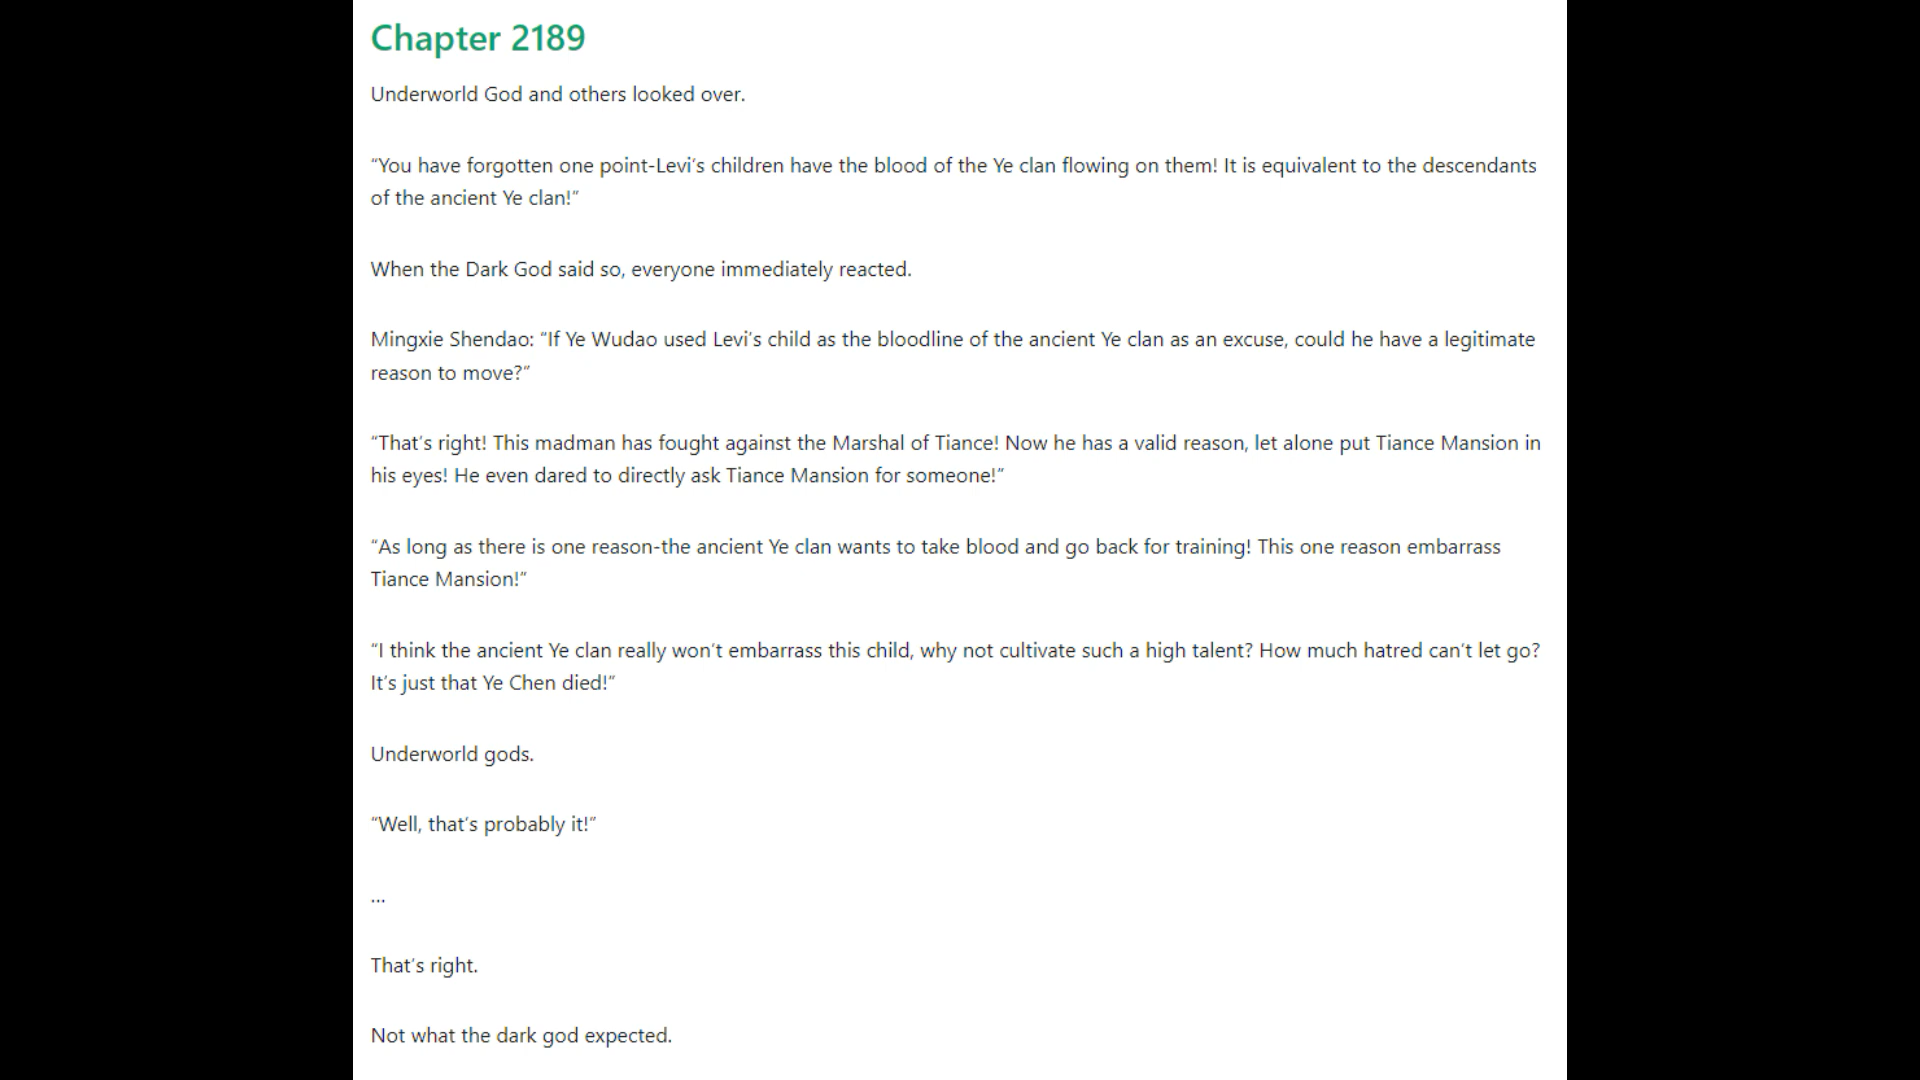 Chapter 2189
Underworld God and others looked over.
“You have forgotten one point-Levi’s children have the blood of the Ye clan flowing on them! It is equivalent to the descendants
of the ancient Ye clan!”
When the Dark God said so, everyone immediately reacted.
Mingxie Shendao: “If Ye Wudao used Levi’s child as the bloodline of the ancient Ye clan as an excuse, could he have a legitimate
reason to move?”
“That’s right! This madman has fought against the Marshal of Tiance! Now he has a valid reason, let alone put Tiance Mansion in
his eyes! He even dared to directly ask Tiance Mansion for someone!”
“As long as there is one reason-the ancient Ye clan wants to take blood and go back for training! This one reason embarrass
Tiance Mansion!”
“I think the ancient Ye clan really won’t embarrass this child, why not cultivate such a high talent? How much hatred can’t let go?
It’s just that Ye Chen died!”
Underworld gods.
“Well, that’s probably it!”
…
That’s right.
Not what the dark god expected.